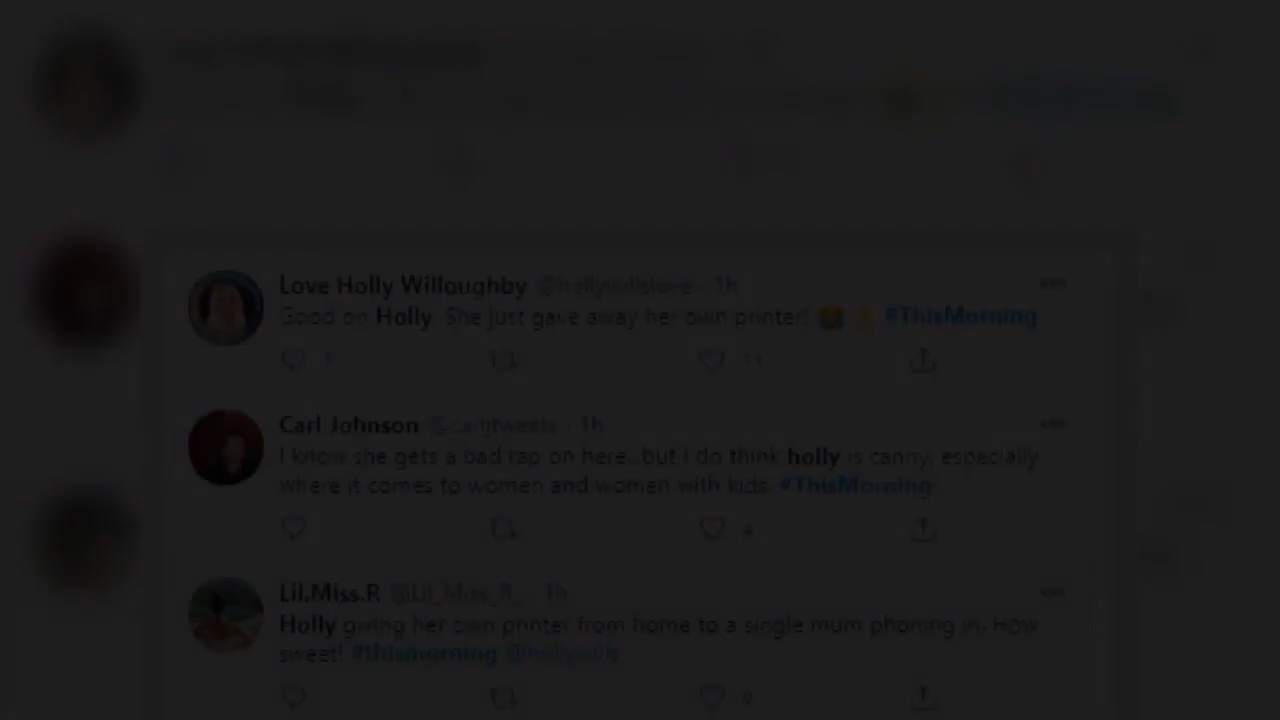 Love Holly Willoughby @hollywillslove · 1h
Good on Holly. She just gave away her own printer! #ThisMorning
11
Carl Johnson @carljtweets · 1h
I know she gets a bad rap on here, but I do think holly is canny, especially
where it comes to women and women with kids. #ThisMorning
4
Lil.Miss.R @Lil_Miss_R_ · 1h
Holly giving her own printer from home to a single mum phoning in. How
sweet! #thismorning @hollywills
9